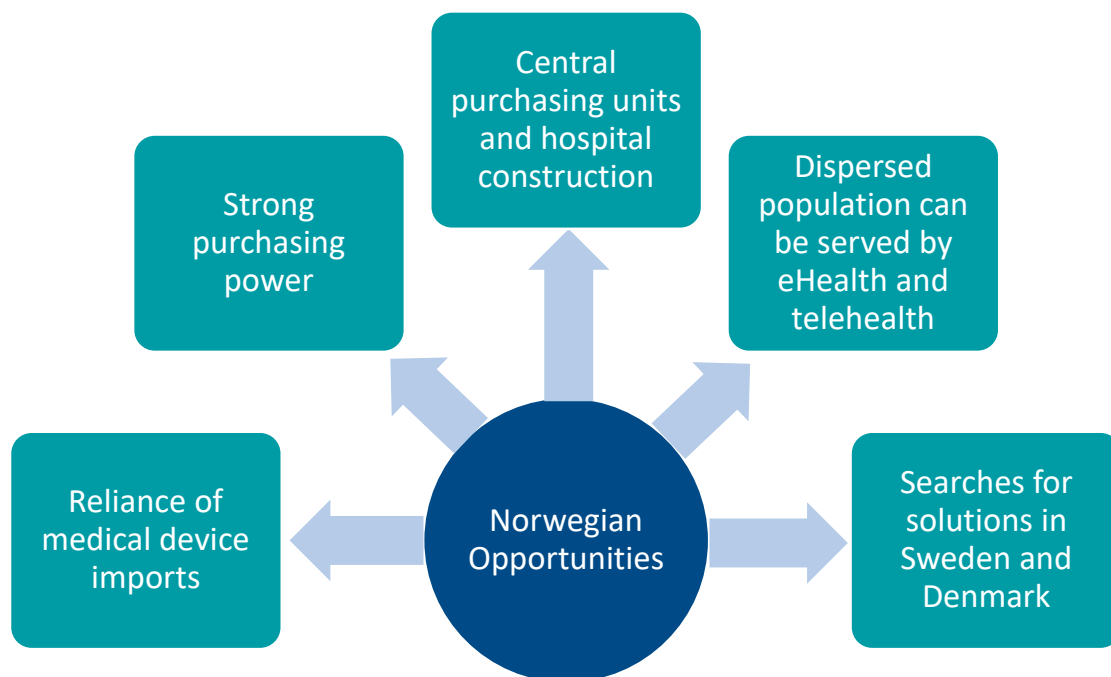 Central
purchasing units
and hospital
construction
Strong
purchasing
power
Dispersed
population can
be served by
eHealth and
telehealth
Reliance of
medical device
imports
Norwegian
Opportunities
Searches for
solutions in
Sweden and
Denmark